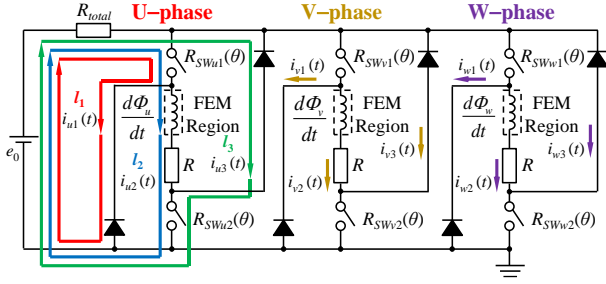 U−phase V−phase W−phase
R_total
R_SWu1(θ) R_SWv1(θ) R_SWw1(θ)
i_v1(t) i_w1(t)
l_1
i_u1(t)
dΦ_u/dt FEM Region
dΦ_v/dt FEM Region
dΦ_w/dt FEM Region
e_0
l_2
i_u2(t)
R
l_3
i_u3(t)
i_v2(t) R i_v3(t)
i_w2(t) R i_w3(t)
R_SWu2(θ) R_SWv2(θ) R_SWw2(θ)